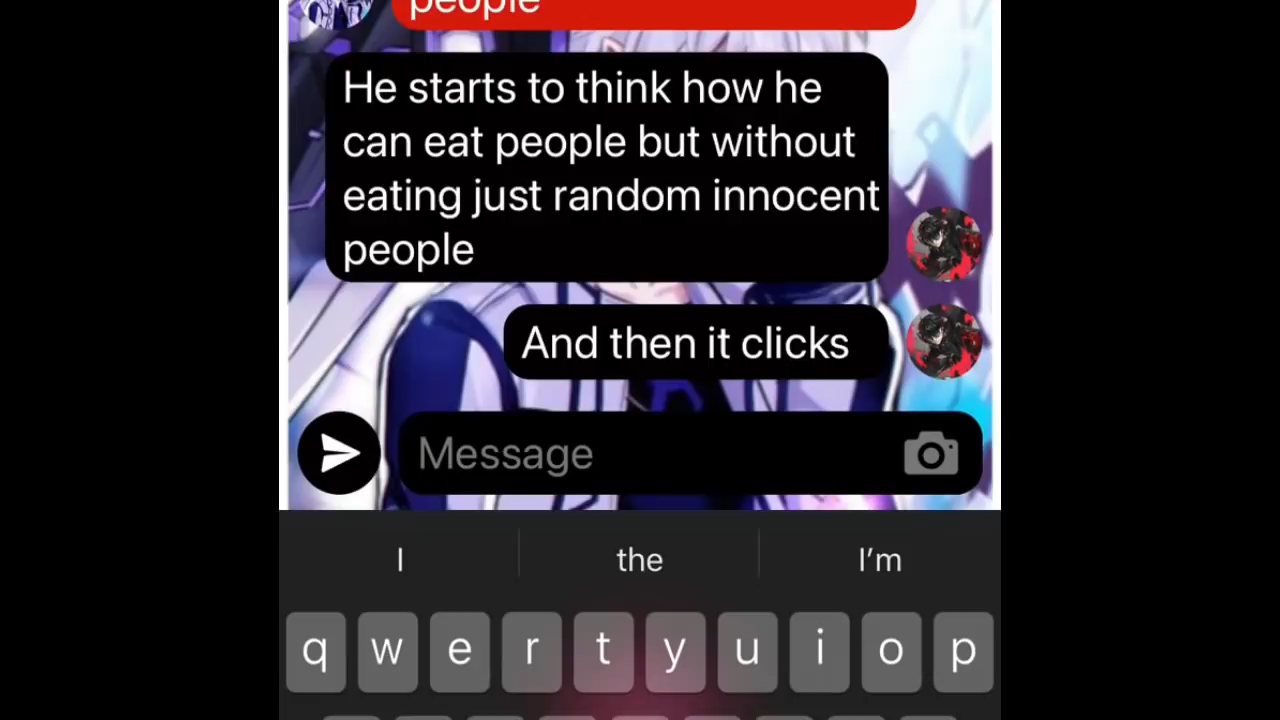 people
He starts to think how he
can eat people but without
eating just random innocent
people
And then it clicks
Message
I the I’m
q w e r t y u i o p